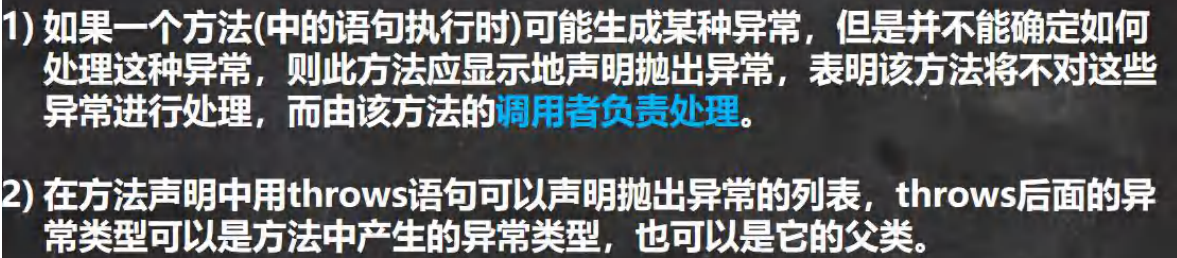 1) 如果一个方法(中的语句执行时)可能生成某种异常，但是并不能确定如何
处理这种异常，则此方法应显示地声明抛出异常，表明该方法将不对这些
异常进行处理，而由该方法的调用者负责处理。
2) 在方法声明中用throws语句可以声明抛出异常的列表，throws后面的异
常类型可以是方法中产生的异常类型，也可以是它的父类。